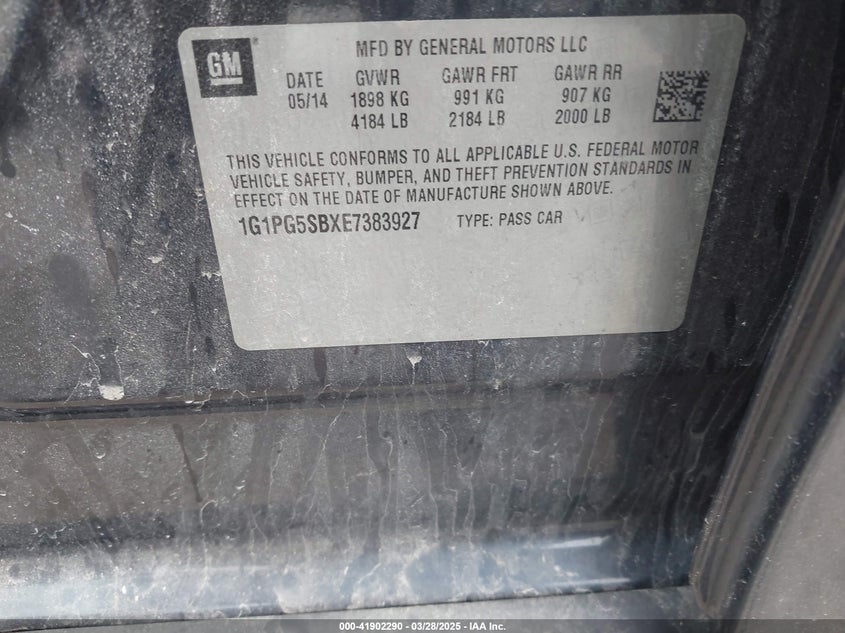 GM ®
MFD BY GENERAL MOTORS LLC
DATE GVWR GAWR FRT GAWR RR
05/14 1898 KG 991 KG 907 KG
4184 LB 2184 LB 2000 LB
THIS VEHICLE CONFORMS TO ALL APPLICABLE U.S. FEDERAL MOTOR
VEHICLE SAFETY, BUMPER, AND THEFT PREVENTION STANDARDS IN
EFFECT ON THE DATE OF MANUFACTURE SHOWN ABOVE.
1G1PG5SBXE7383927 TYPE: PASS CAR
000-41902290 - 03/28/2025 - IAA Inc.